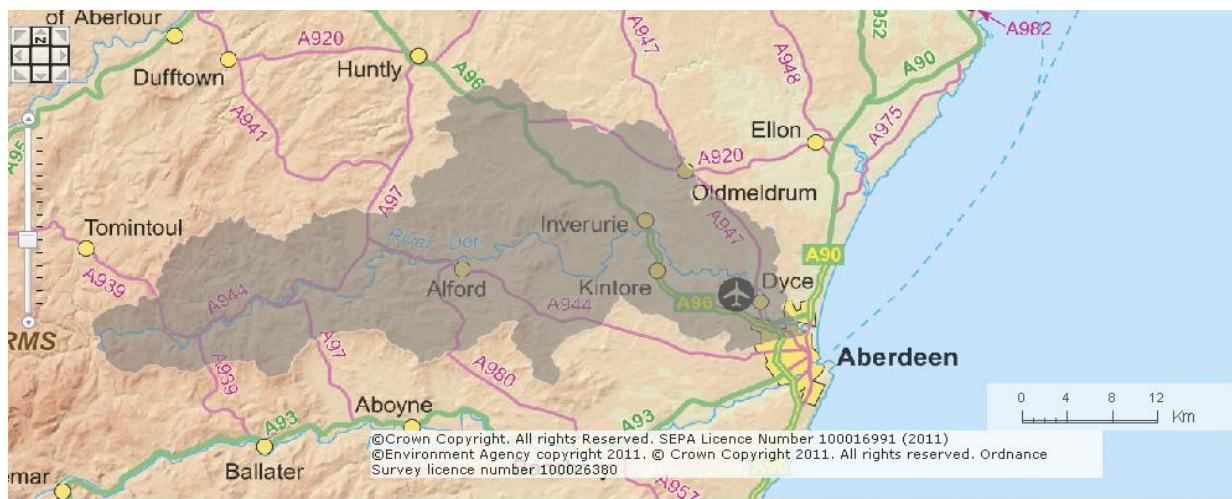 of Aberlour
A920
A947
A952
A982
Dufftown
Huntly
A96
A948
A90
A941
A975
A95
Ellon
A97
A920
Oldmeldrum
Tomintoul
Inverurie
A947
River Don
A939
A90
A944
Alford
Kintore
Dyce
A96
A944
RMS
A97
Aberdeen
A939
A980
0 4 8 12
Km
A93
Aboyne
A93
©Crown Copyright. All rights Reserved. SEPA Licence Number 100016991 (2011)
©Environment Agency copyright 2011. © Crown Copyright 2011. All rights reserved. Ordnance
Survey licence number 100026380
Ballater
A90
emar
A957
N